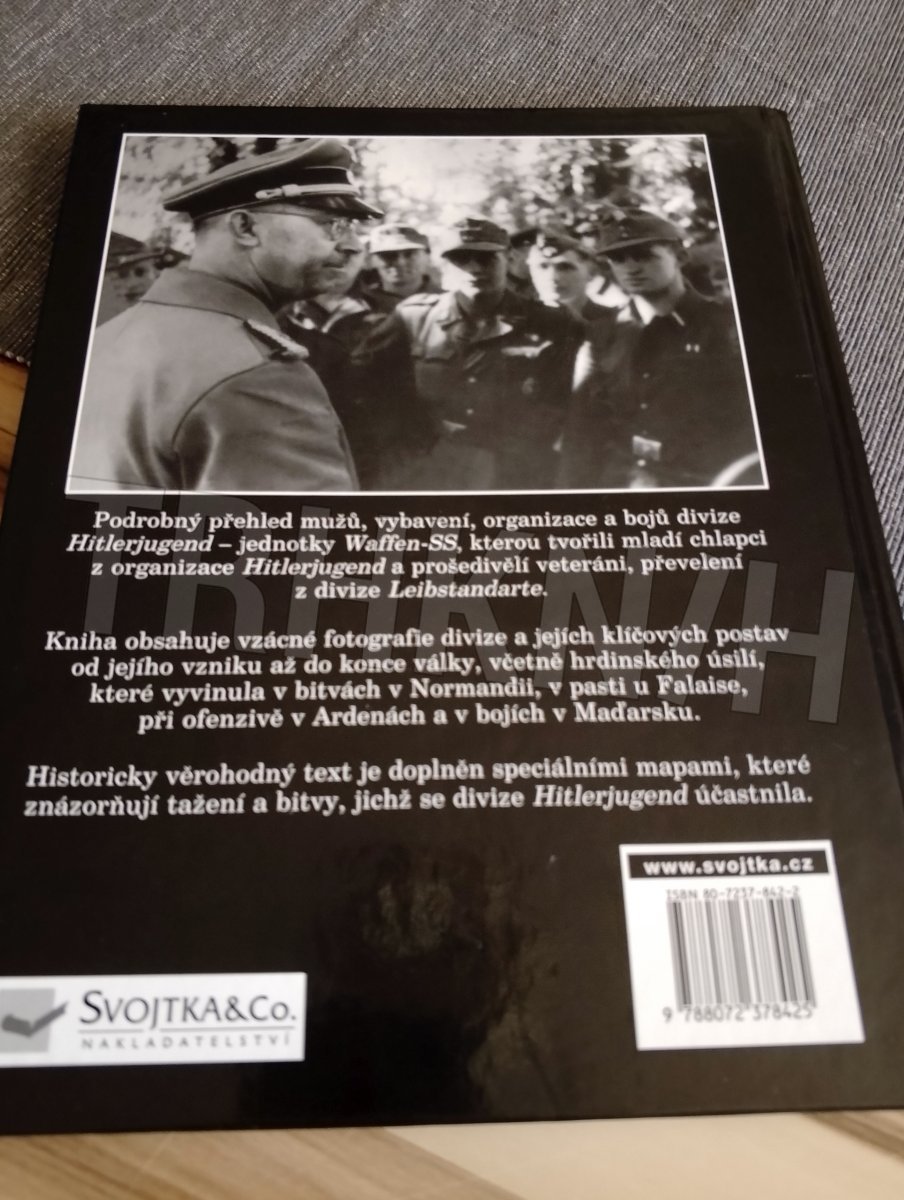 Podrobný přehled mužů, vybavení, organizace a bojů divize
Hitlerjugend – jednotky Waffen-SS, kterou tvořili mladí chlapci
z organizace Hitlerjugend a prošedivělí veteráni, převelení
z divize Leibstandarte.
Kniha obsahuje vzácné fotografie divize a jejích klíčových postav
od jejího vzniku až do konce války, včetně hrdinského úsilí,
které vyvinula v bitvách v Normandii, v pasti u Falaise,
při ofenzivě v Ardenách a v bojích v Maďarsku.
Historicky věrohodný text je doplněn speciálními mapami, které
znázorňují tažení a bitvy, jichž se divize Hitlerjugend účastnila.
www.svojtka.cz
ISBN 80-7237-842-2
9 788072 378425
SVOJTKA&CO.
NAKLADATELSTVÍ